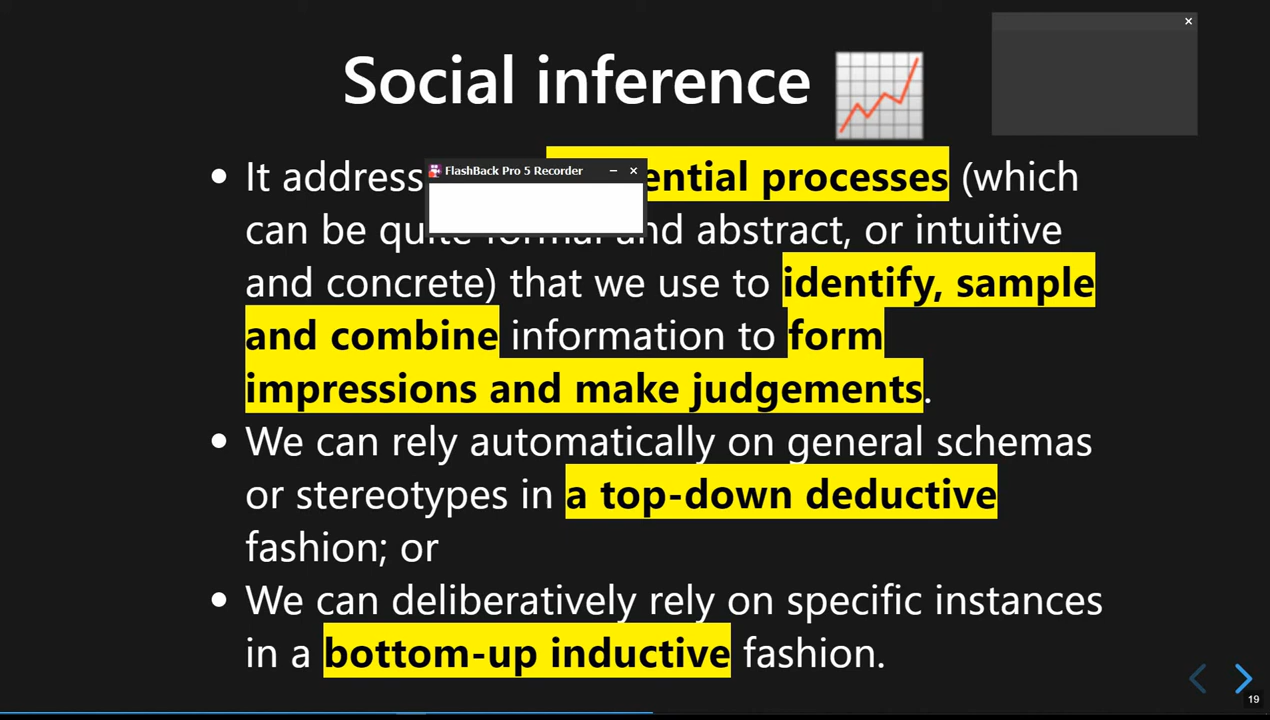 Social inference
It address ential processes (which
FlashBack Pro 5 Recorder
can be quite formal and abstract, or intuitive
and concrete) that we use to identify, sample
and combine information to form
impressions and make judgements.
• We can rely automatically on general schemas
or stereotypes in a top-down deductive
fashion; or
• We can deliberatively rely on specific instances
in a bottom-up inductive fashion.
19